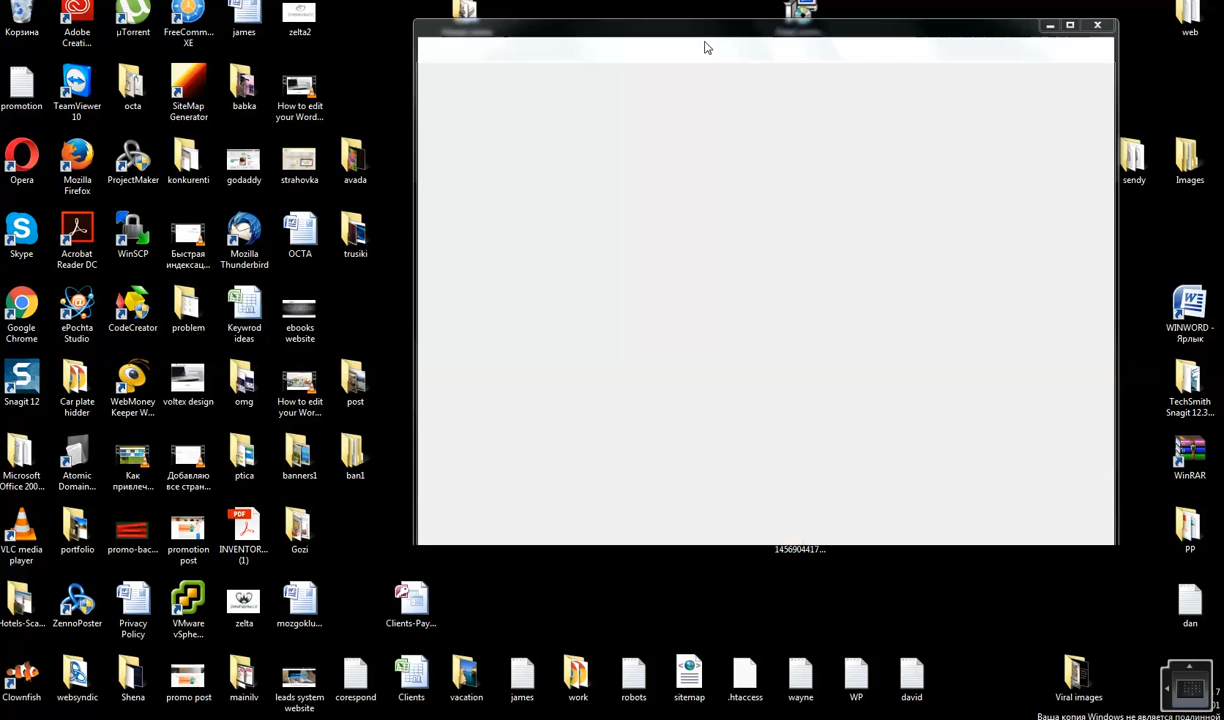 Корзина
Adobe
Creati...
µTorrent
FreeComm...
XE
james
zelta2
web
promotion
TeamViewer
10
octa
SiteMap
Generator
babka
How to edit
your Word...
Opera
Mozilla
Firefox
ProjectMaker
konkurenti
godaddy
strahovka
avada
sendy
Images
Skype
Acrobat
Reader DC
WinSCP
Быстрая
индексац...
Mozilla
Thunderbird
OCTA
trusiki
Google
Chrome
ePochta
Studio
CodeCreator
problem
Keywrod
ideas
ebooks
website
WINWORD -
Ярлык
Snagit 12
Car plate
hidder
WebMoney
Keeper W...
voltex design
omg
How to edit
your Wor...
post
TechSmith
Snagit 12.3...
Microsoft
Office 200...
Atomic
Domain...
Как
привлеч...
Добавляю
все стран...
ptica
banners1
ban1
WinRAR
VLC media
player
portfolio
promo-bac...
promotion
post
PDF
INVENTOR...
(1)
Gozi
1456904417...
PP
Hotels-Sca...
ZennoPoster
Privacy
Policy
VMware
vSphe...
zelta
mozgoklu...
Clients-Pay...
dan
Clownfish
websyndic
Shena
promo post
mainlv
leads system
website
corespond
Clients
vacation
james
work
robots
sitemap
.htaccess
wayne
WP
david
Viral images
Ваша копия Windows не является подлинной